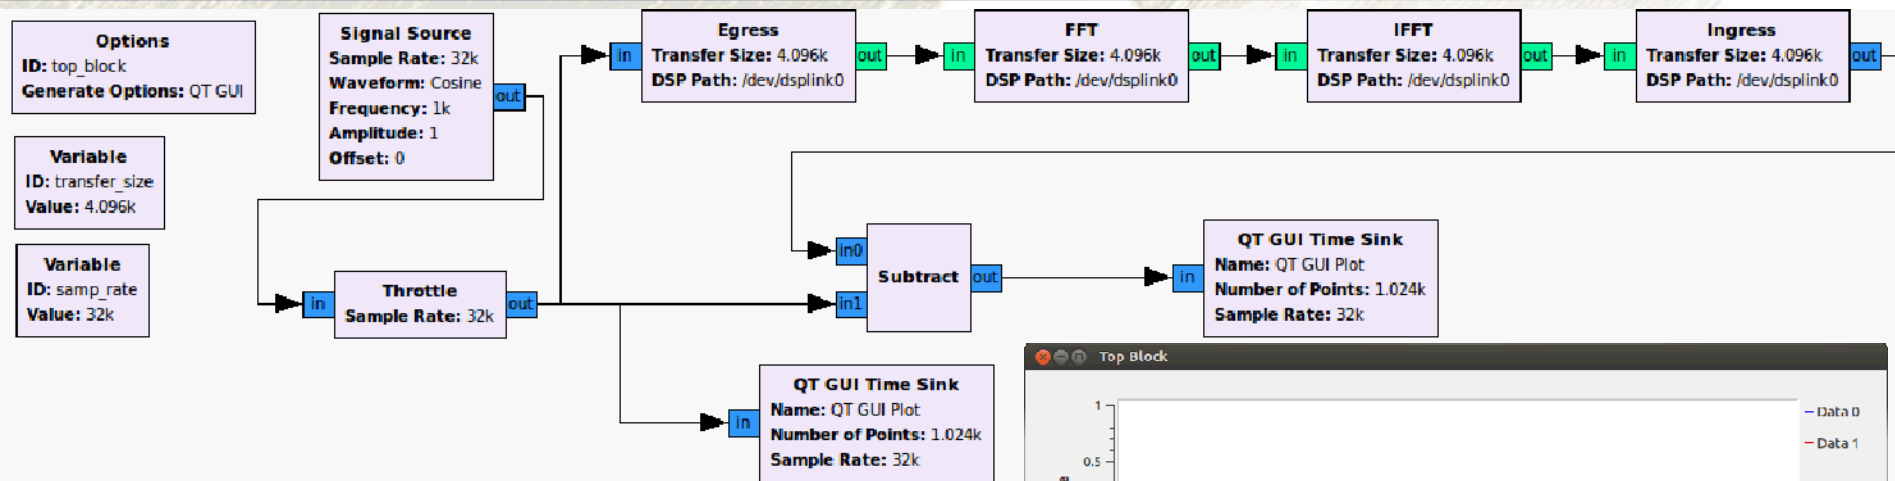 Options
ID: top_block
Generate Options: QT GUI
Variable
ID: transfer_size
Value: 4.096k
Variable
ID: samp_rate
Value: 32k
Signal Source
Sample Rate: 32k
Waveform: Cosine
Frequency: 1k
Amplitude: 1
Offset: 0
out
in
Throttle
Sample Rate: 32k
out
in
Egress
Transfer Size: 4.096k
DSP Path: /dev/dsplink0
out
in
FFT
Transfer Size: 4.096k
DSP Path: /dev/dsplink0
out
in
IFFT
Transfer Size: 4.096k
DSP Path: /dev/dsplink0
out
in
Ingress
Transfer Size: 4.096k
DSP Path: /dev/dsplink0
out
in0
in1
Subtract
out
in
QT GUI Time Sink
Name: QT GUI Plot
Number of Points: 1.024k
Sample Rate: 32k
in
QT GUI Time Sink
Name: QT GUI Plot
Number of Points: 1.024k
Sample Rate: 32k
Top Block
1
0.5
Data 0
Data 1